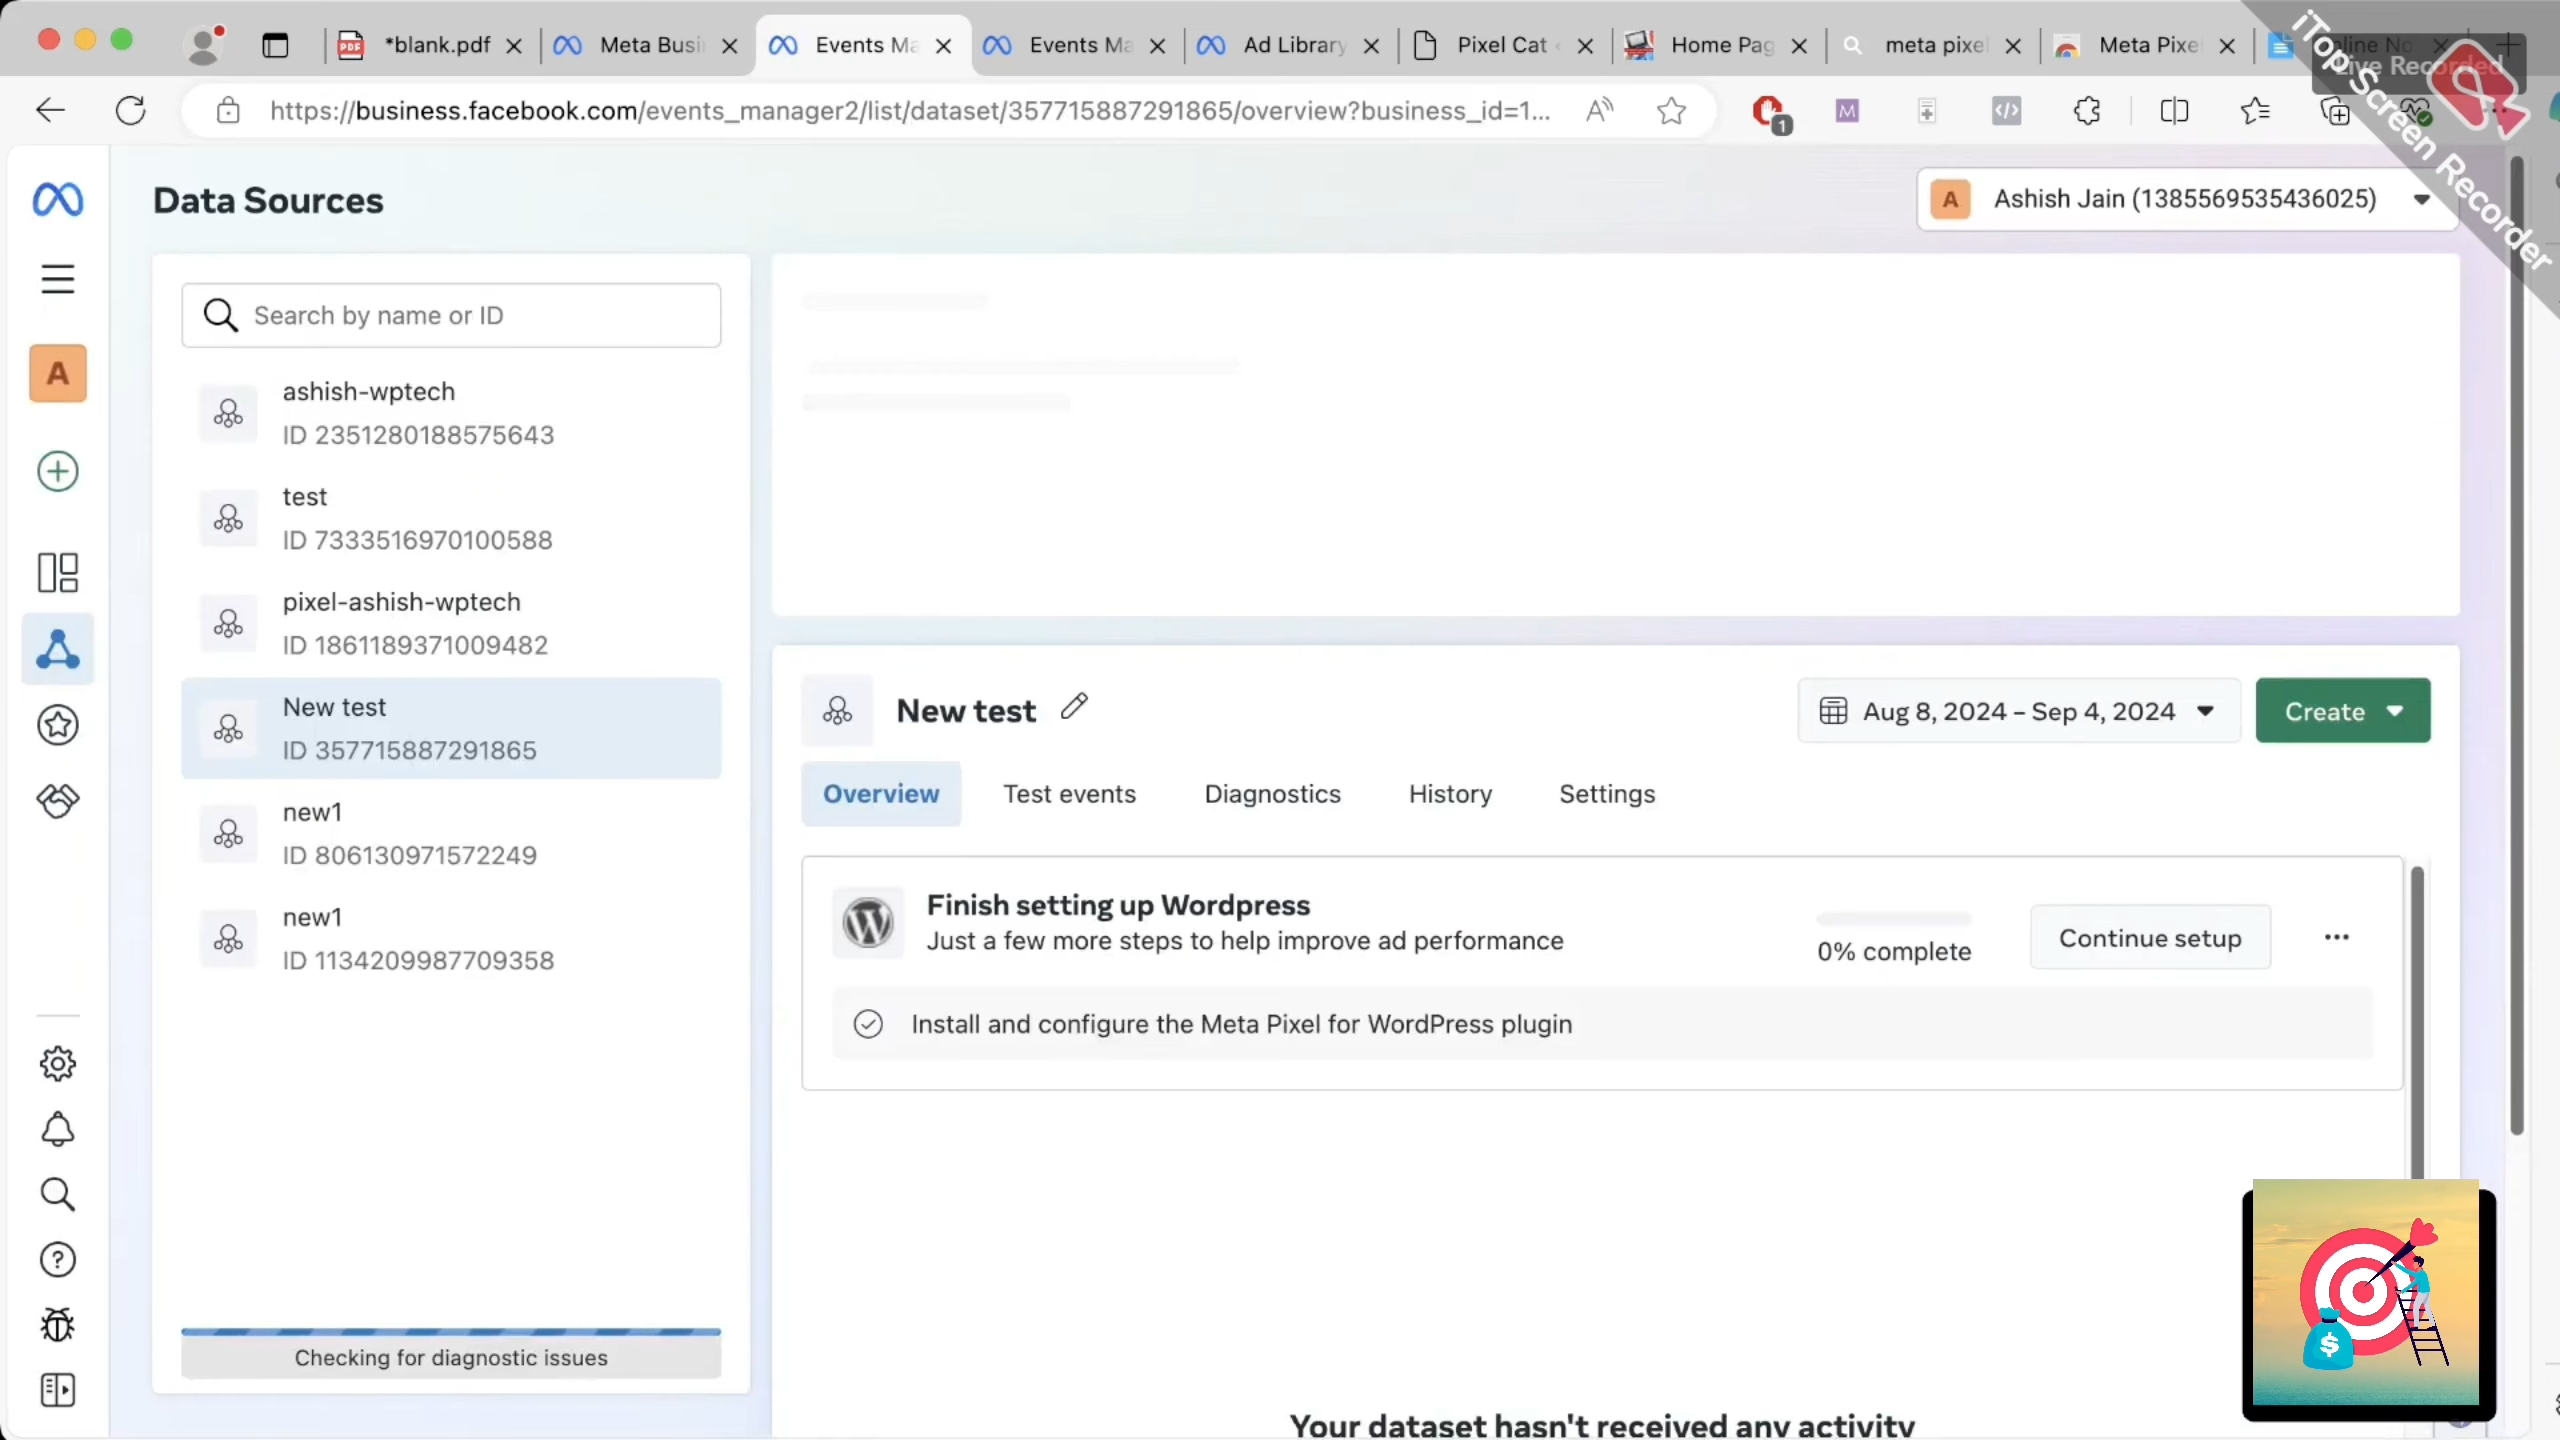 *blank.pdf
Meta Busi
Events Ma
Events Ma
Ad Library
Pixel Cat
Home Pag
meta pixel
Meta Pixe
Live Recorded
iTop Screen Recorder
https://business.facebook.com/events_manager2/list/dataset/357715887291865/overview?business_id=1...
1
Data Sources
A
Ashish Jain (1385569535436025)
A
Search by name or ID
ashish-wptech
ID 2351280188575643
test
ID 7333516970100588
pixel-ashish-wptech
ID 1861189371009482
New test
ID 357715887291865
new1
ID 806130971572249
new1
ID 1134209987709358
Checking for diagnostic issues
New test
Aug 8, 2024 – Sep 4, 2024
Create
Overview
Test events
Diagnostics
History
Settings
Finish setting up Wordpress
Just a few more steps to help improve ad performance
0% complete
Continue setup
Install and configure the Meta Pixel for WordPress plugin
Your dataset hasn't received any activity